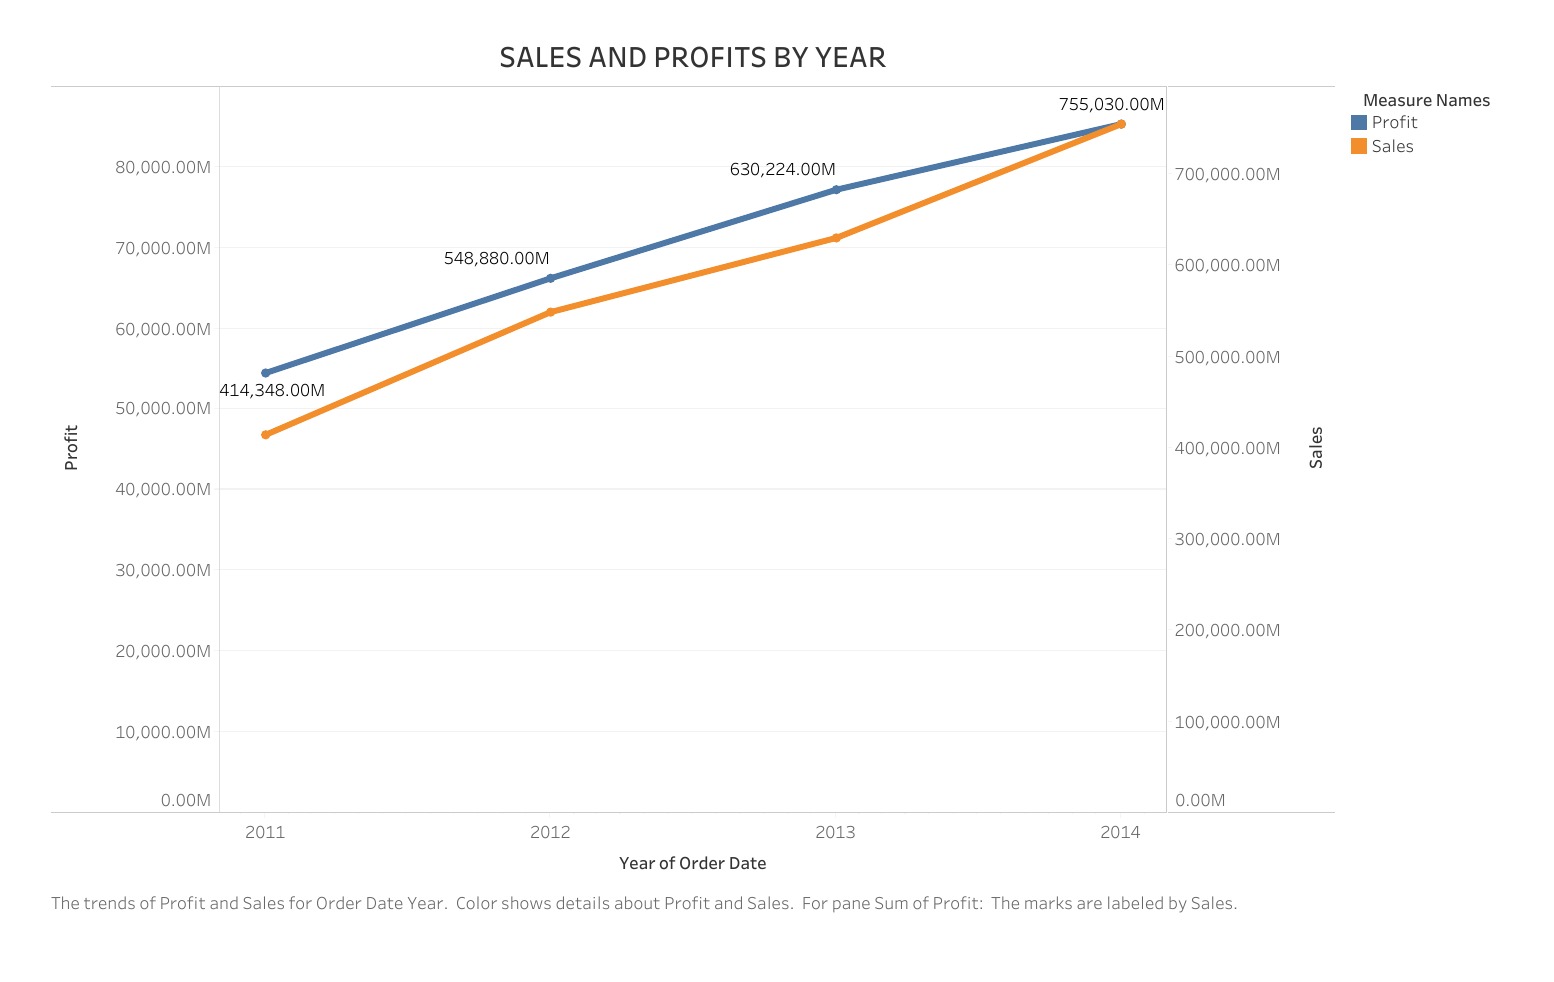 SALES AND PROFITS BY YEAR
Measure Names
Profit
Sales
755,030.00M
630,224.00M
548,880.00M
414,348.00M
80,000.00M
70,000.00M
60,000.00M
50,000.00M
40,000.00M
30,000.00M
20,000.00M
10,000.00M
0.00M
Profit
700,000.00M
600,000.00M
500,000.00M
400,000.00M
300,000.00M
200,000.00M
100,000.00M
0.00M
Sales
2011 2012 2013 2014
Year of Order Date
The trends of Profit and Sales for Order Date Year. Color shows details about Profit and Sales. For pane Sum of Profit: The marks are labeled by Sales.